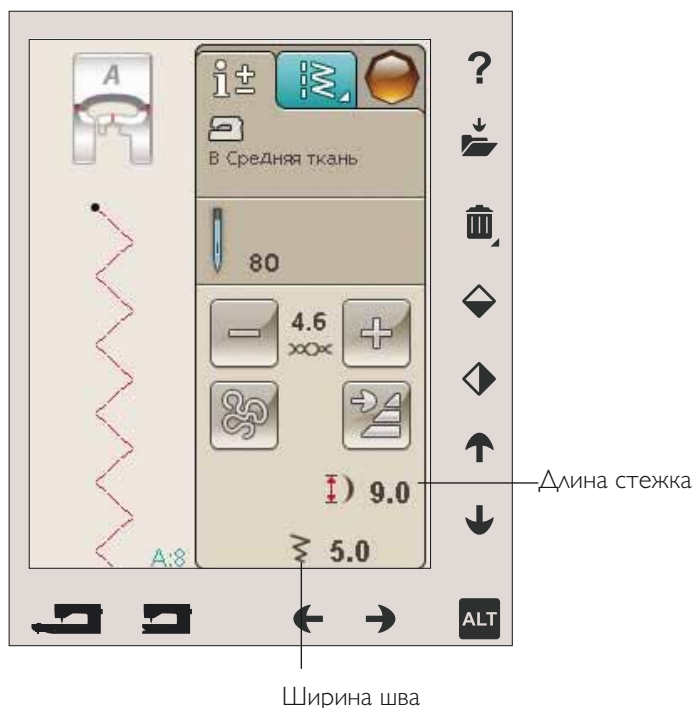 A
i±
?
В Средняя ткань
80
4.6
9.0
Длина стежка
A:8
5.0
ALT
Ширина шва